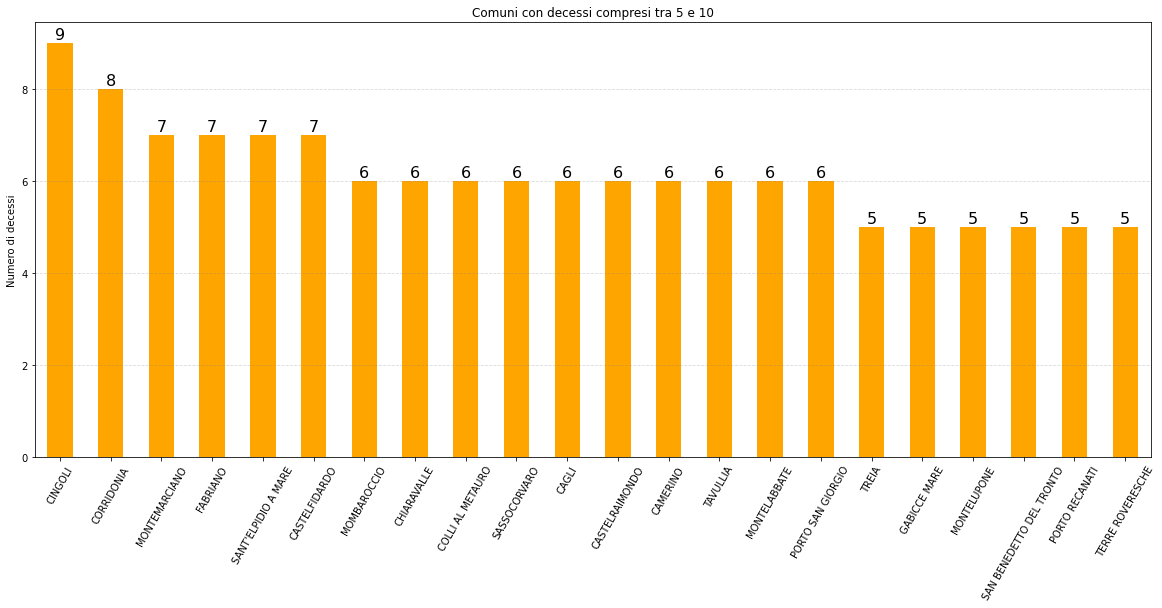 Comuni con decessi compresi tra 5 e 10
Numero di decessi
8
6
4
2
0
9
8
7
7
7
7
6
6
6
6
6
6
6
6
6
6
5
5
5
5
5
5
CINGOLI
CORRIDONIA
MONTEMARCIANO
FABRIANO
SANT'ELPIDIO A MARE
CASTELFIDARDO
MOMBAROCCIO
CHIARAVALLE
COLLI AL METAURO
SASSOCORVARO
CAGLI
CASTELRAIMONDO
CAMERINO
TAVULLIA
MONTELABBATE
PORTO SAN GIORGIO
TREIA
GABICCE MARE
MONTELUPONE
SAN BENEDETTO DEL TRONTO
PORTO RECANATI
TERRE ROVERESCHE